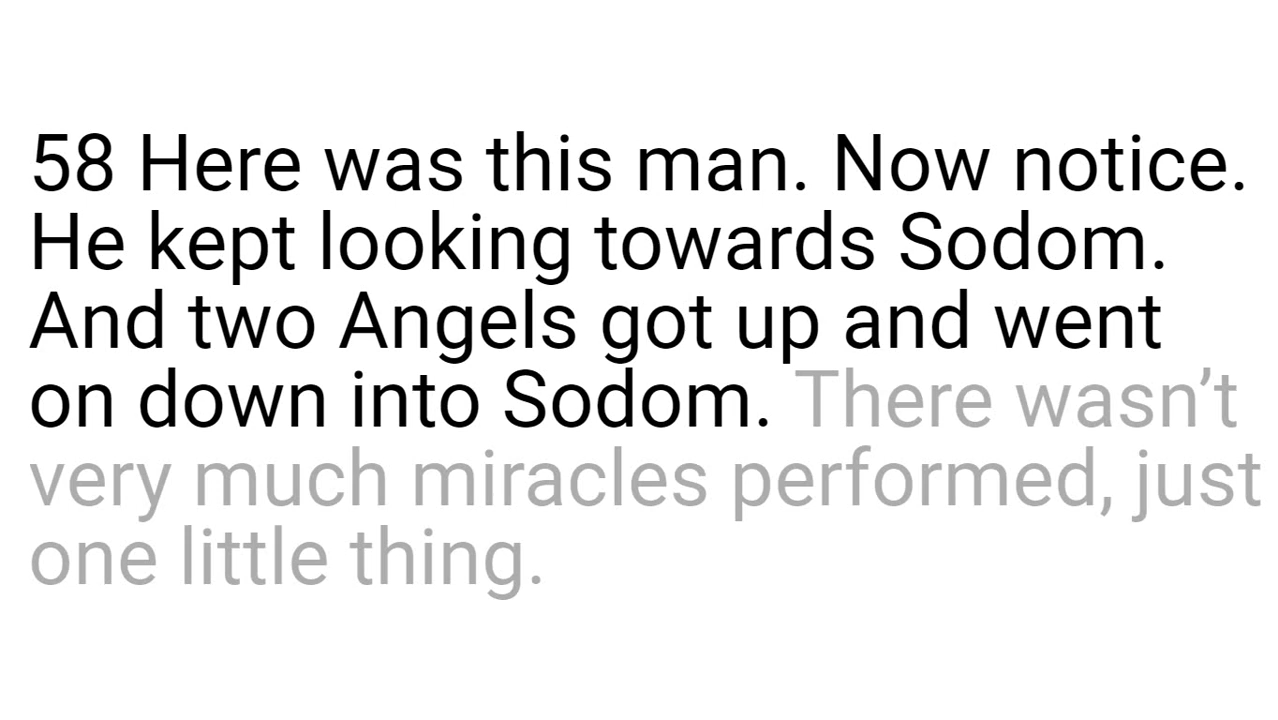 58 Here was this man. Now notice.
He kept looking towards Sodom.
And two Angels got up and went
on down into Sodom. There wasn’t
very much miracles performed, just
one little thing.